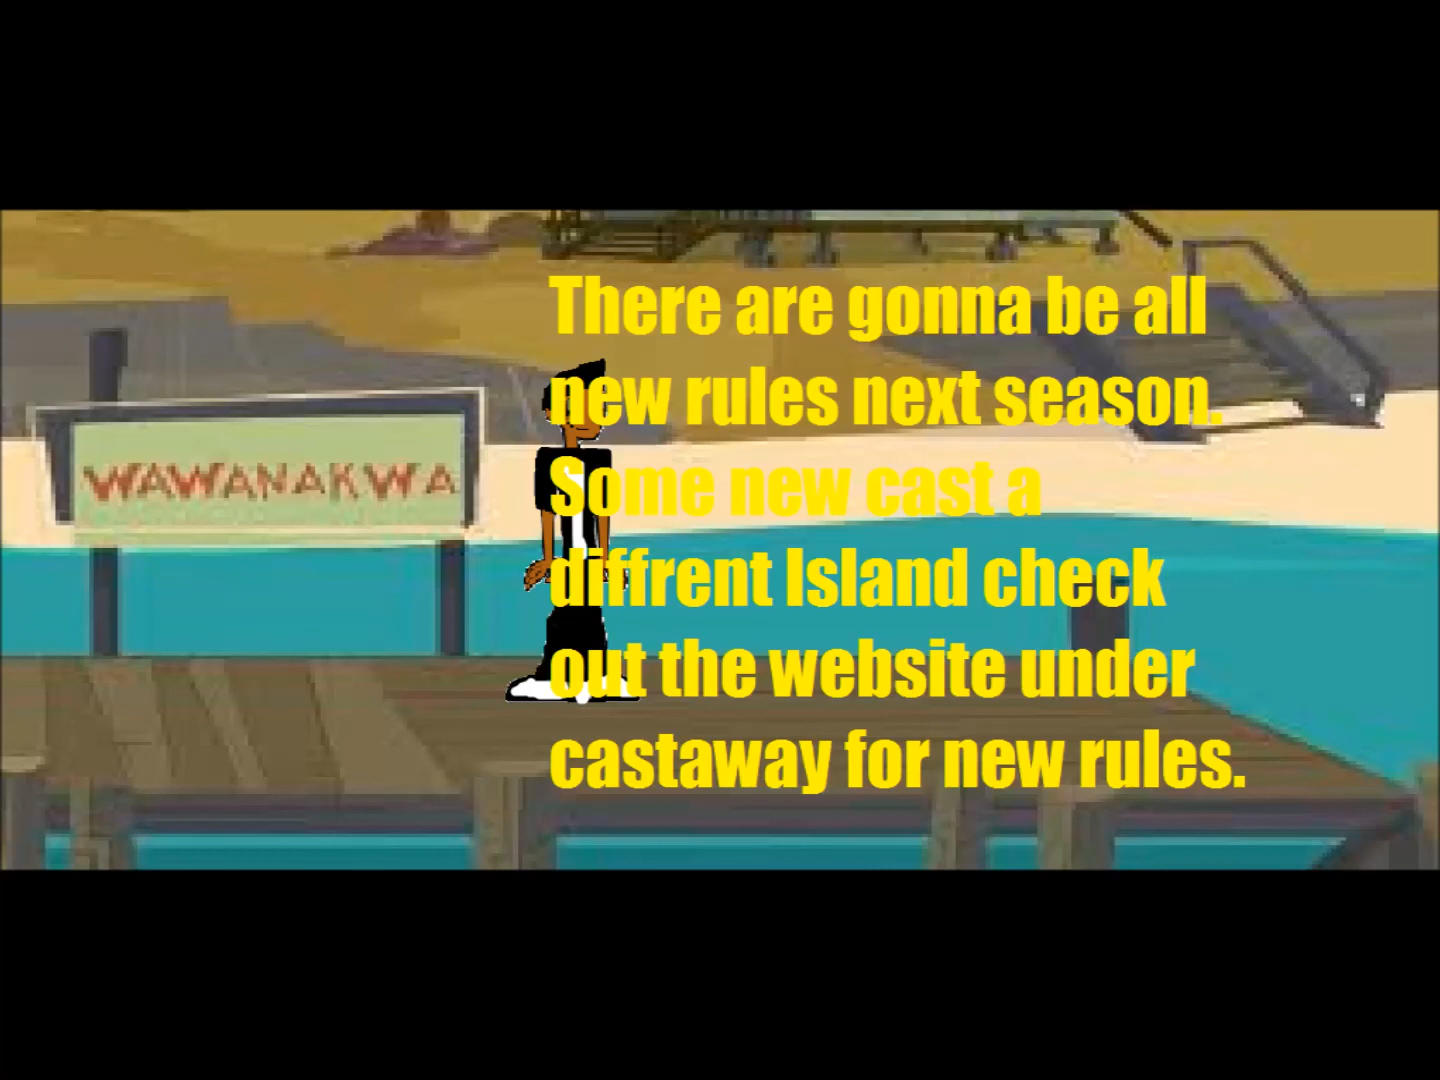 WAWANAKWA
There are gonna be all
new rules next season.
Some new cast a
diffrent Island check
out the website under
castaway for new rules.